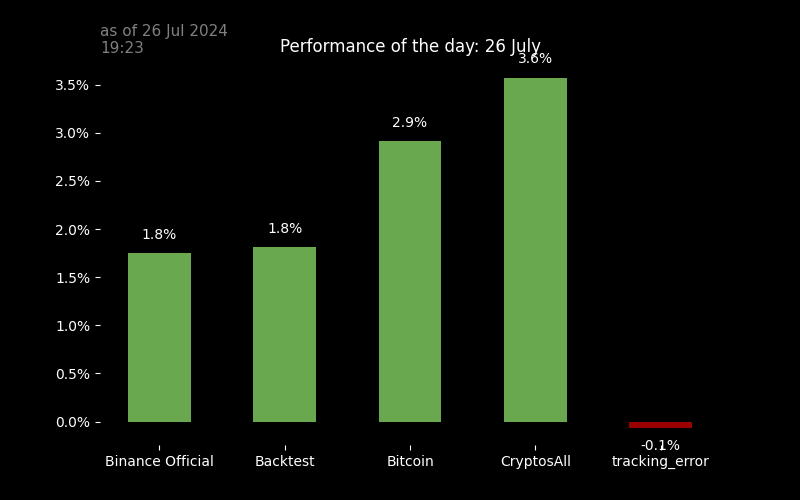 as of 26 Jul 2024
19:23
Performance of the day: 26 July
3.6%
3.5%
3.0%
2.9%
2.5%
2.0%
1.8%
1.8%
1.5%
1.0%
0.5%
0.0%
-0.1%
Binance Official
Backtest
Bitcoin
CryptosAll
tracking_error